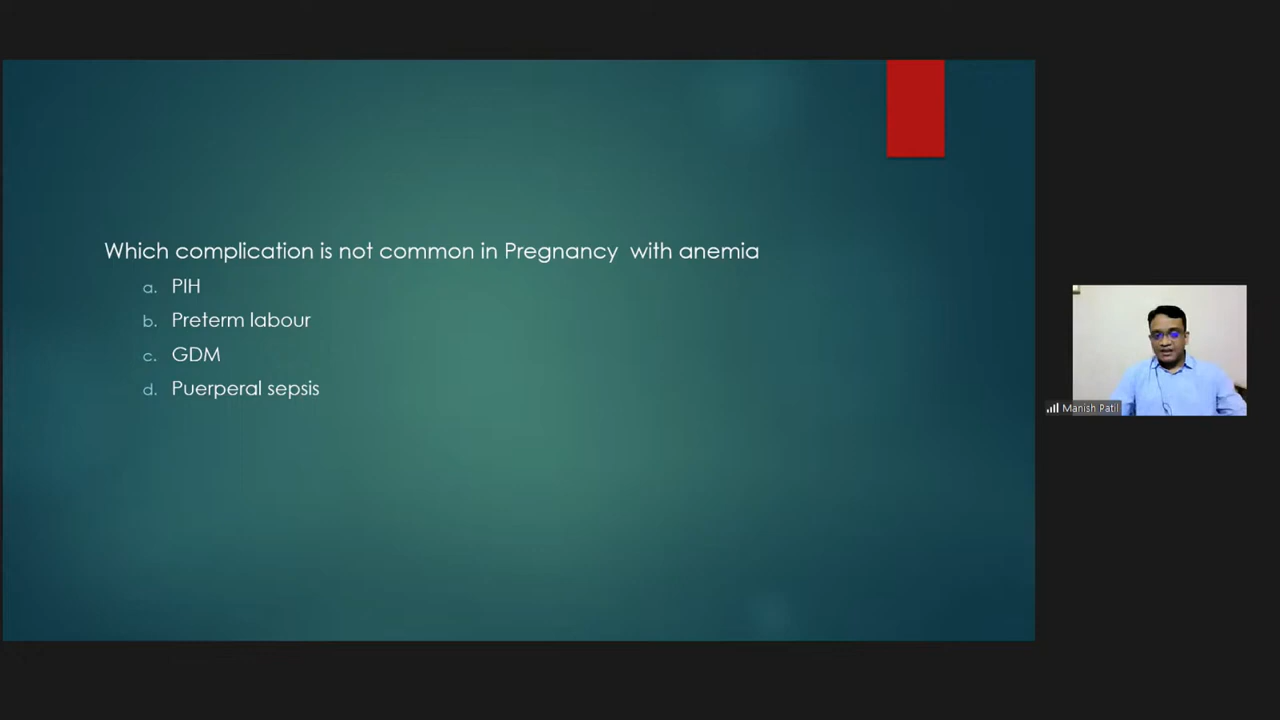 Which complication is not common in Pregnancy with anemia
a. PIH
b. Preterm labour
c. GDM
d. Puerperal sepsis
Manish Patil